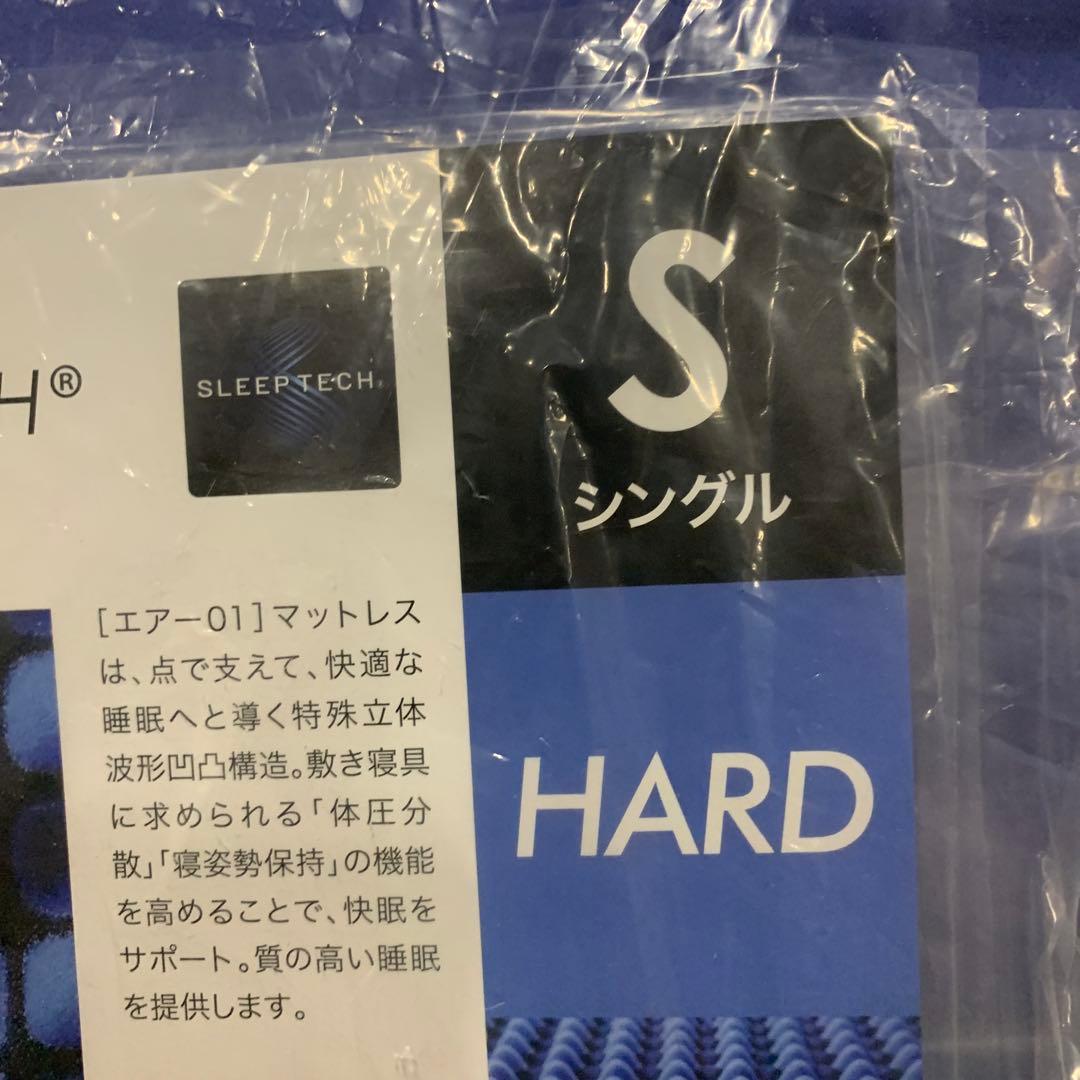 H®
SLEEPTECH®
S
シングル
[エアー01]マットレス
は、点で支えて、快適な
睡眠へと導く特殊立体
波形凹凸構造。敷き寝具
に求められる「体圧分
散」「寝姿勢保持」の機能
を高めることで、快眠を
サポート。質の高い睡眠
を提供します。
HARD